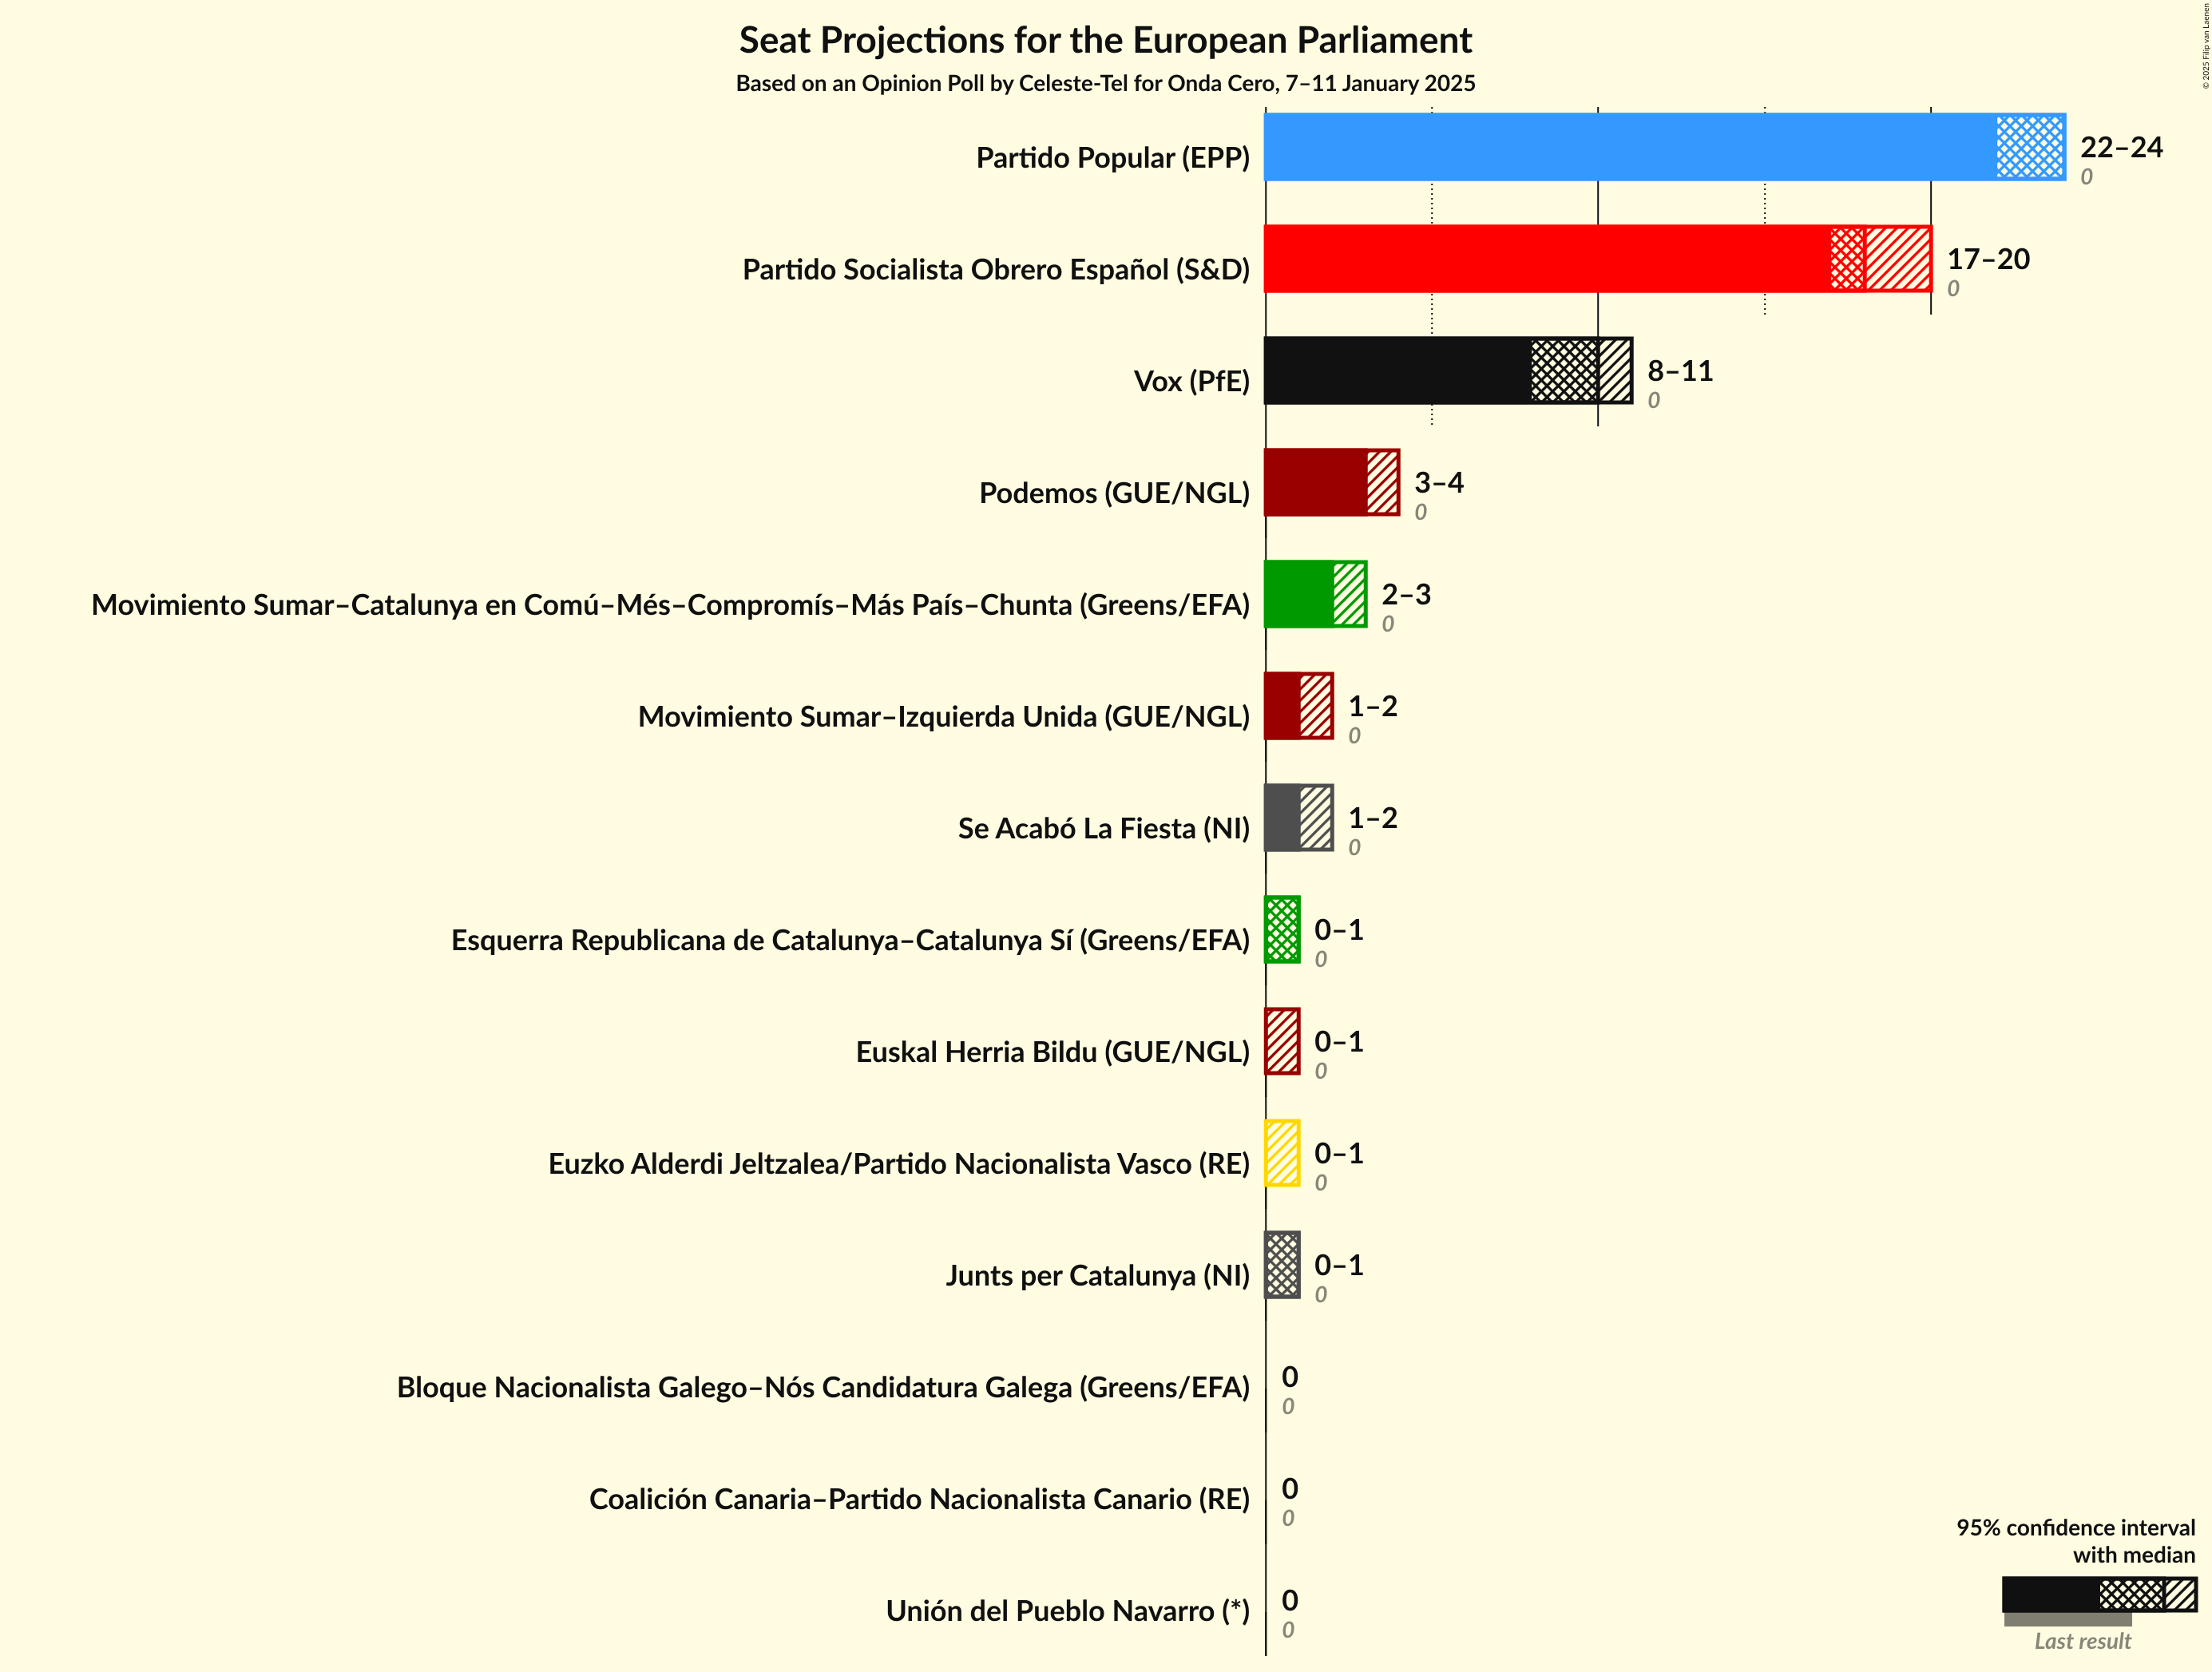 Seat Projections for the European Parliament
Based on an Opinion Poll by Celeste-Tel for Onda Cero, 7–11 January 2025
© 2025 Filip van Laenen
Partido Popular (EPP)
22–24
0
Partido Socialista Obrero Español (S&D)
17–20
0
Vox (PfE)
8–11
0
Podemos (GUE/NGL)
3–4
0
Movimiento Sumar–Catalunya en Comú–Més–Compromís–Más País–Chunta (Greens/EFA)
2–3
0
Movimiento Sumar–Izquierda Unida (GUE/NGL)
1–2
0
Se Acabó La Fiesta (NI)
1–2
0
Esquerra Republicana de Catalunya–Catalunya Sí (Greens/EFA)
0–1
0
Euskal Herria Bildu (GUE/NGL)
0–1
0
Euzko Alderdi Jeltzalea/Partido Nacionalista Vasco (RE)
0–1
0
Junts per Catalunya (NI)
0–1
0
Bloque Nacionalista Galego–Nós Candidatura Galega (Greens/EFA)
0
0
Coalición Canaria–Partido Nacionalista Canario (RE)
0
0
Unión del Pueblo Navarro (*)
0
0
95% confidence interval
with median
Last result